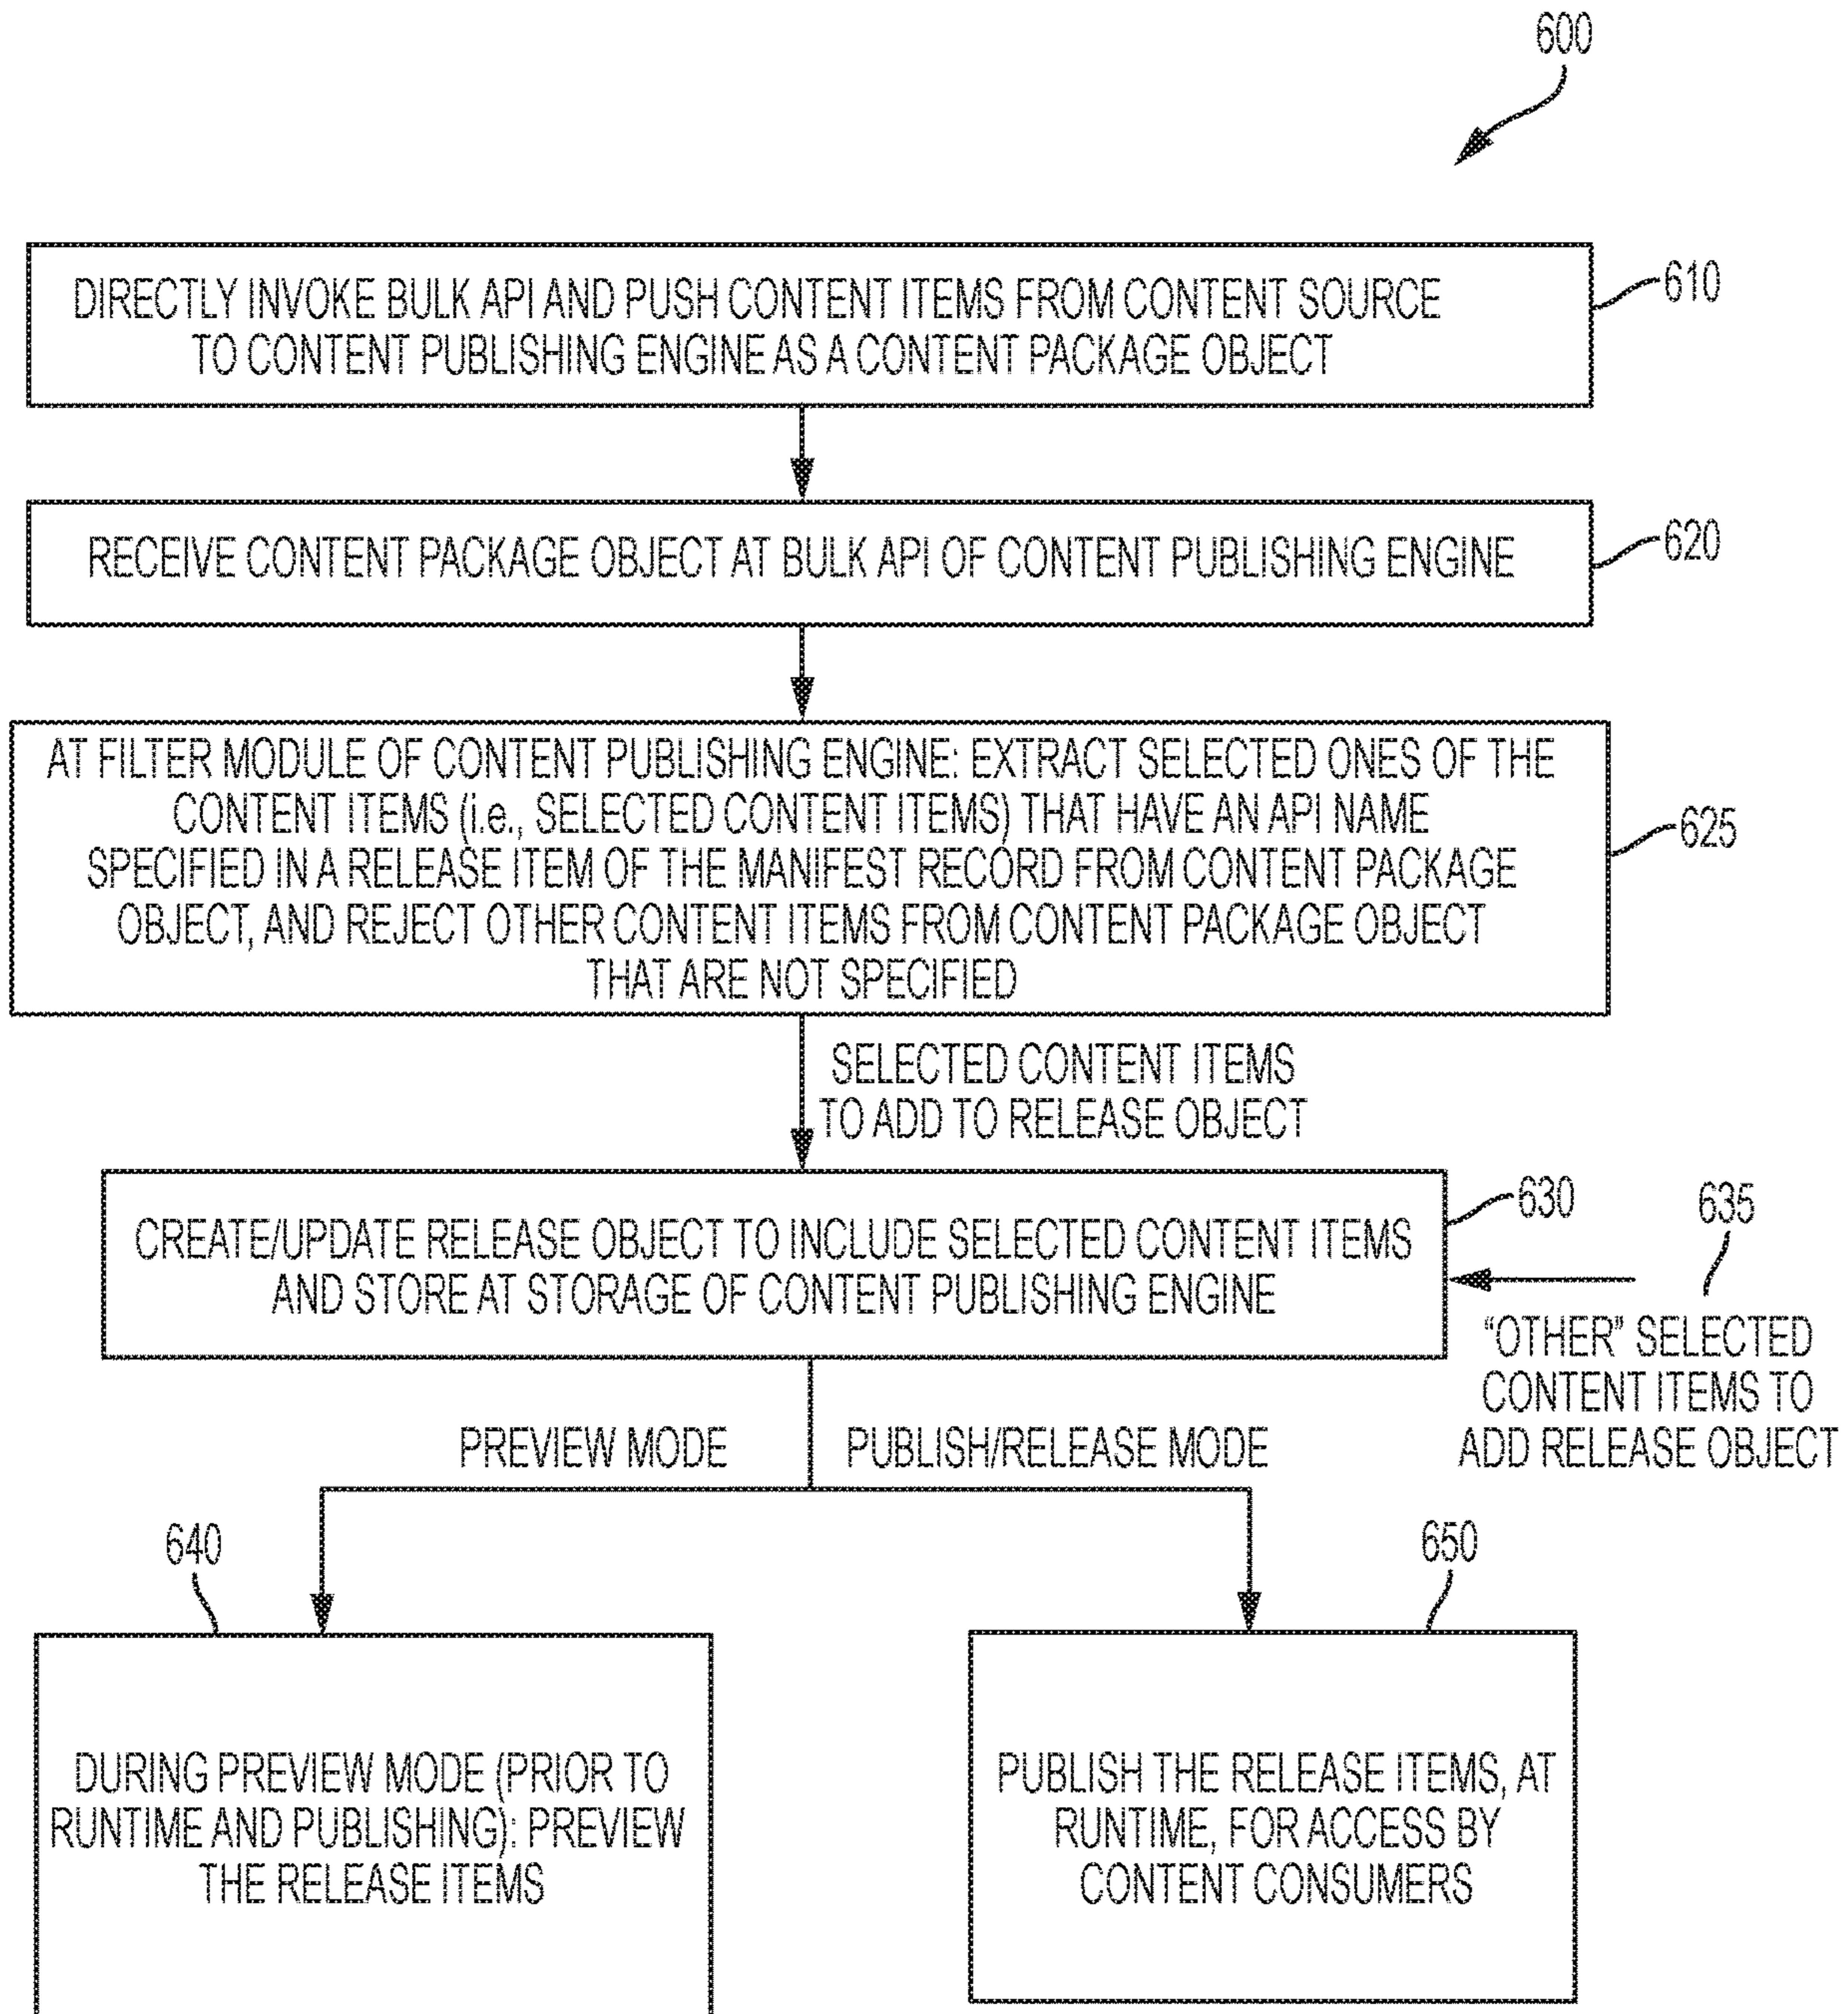 600
DIRECTLY INVOKE BULK API AND PUSH CONTENT ITEMS FROM CONTENT SOURCE
TO CONTENT PUBLISHING ENGINE AS A CONTENT PACKAGE OBJECT
610
RECEIVE CONTENT PACKAGE OBJECT AT BULK API OF CONTENT PUBLISHING ENGINE
620
AT FILTER MODULE OF CONTENT PUBLISHING ENGINE: EXTRACT SELECTED ONES OF THE
CONTENT ITEMS (i.e., SELECTED CONTENT ITEMS) THAT HAVE AN API NAME
SPECIFIED IN A RELEASE ITEM OF THE MANIFEST RECORD FROM CONTENT PACKAGE
OBJECT, AND REJECT OTHER CONTENT ITEMS FROM CONTENT PACKAGE OBJECT
THAT ARE NOT SPECIFIED
625
SELECTED CONTENT ITEMS
TO ADD TO RELEASE OBJECT
CREATE/UPDATE RELEASE OBJECT TO INCLUDE SELECTED CONTENT ITEMS
AND STORE AT STORAGE OF CONTENT PUBLISHING ENGINE
630
635
“OTHER” SELECTED
CONTENT ITEMS TO
ADD RELEASE OBJECT
PREVIEW MODE
PUBLISH/RELEASE MODE
640
DURING PREVIEW MODE (PRIOR TO
RUNTIME AND PUBLISHING): PREVIEW
THE RELEASE ITEMS
650
PUBLISH THE RELEASE ITEMS, AT
RUNTIME, FOR ACCESS BY
CONTENT CONSUMERS